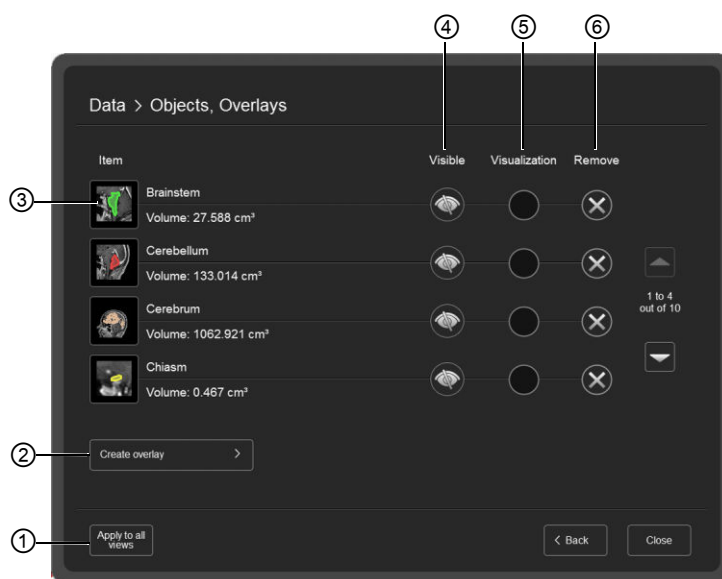 ④ ⑤ ⑥
Data > Objects, Overlays
Item Visible Visualization Remove
③
Brainstem
Volume: 27.588 cm³
Cerebellum
Volume: 133.014 cm³
Cerebrum
Volume: 1062.921 cm³
1 to 4
out of 10
Chiasm
Volume: 0.467 cm³
② Create overlay >
① Apply to all
views
< Back Close